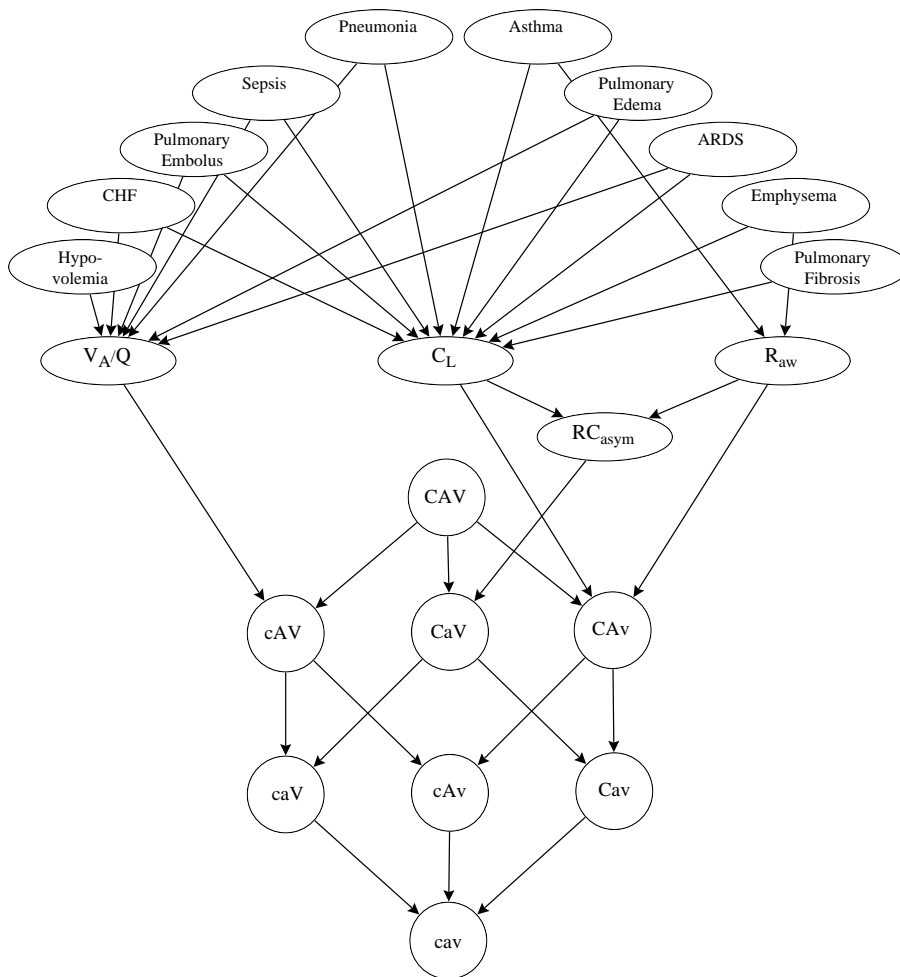 Pneumonia
Asthma
Sepsis
Pulmonary
Edema
Pulmonary
Embolus
ARDS
CHF
Emphysema
Hypo-
volemia
Pulmonary
Fibrosis
VA/Q
CL
Raw
RCasym
CAV
cAV
CaV
CAv
caV
cAv
Cav
cav